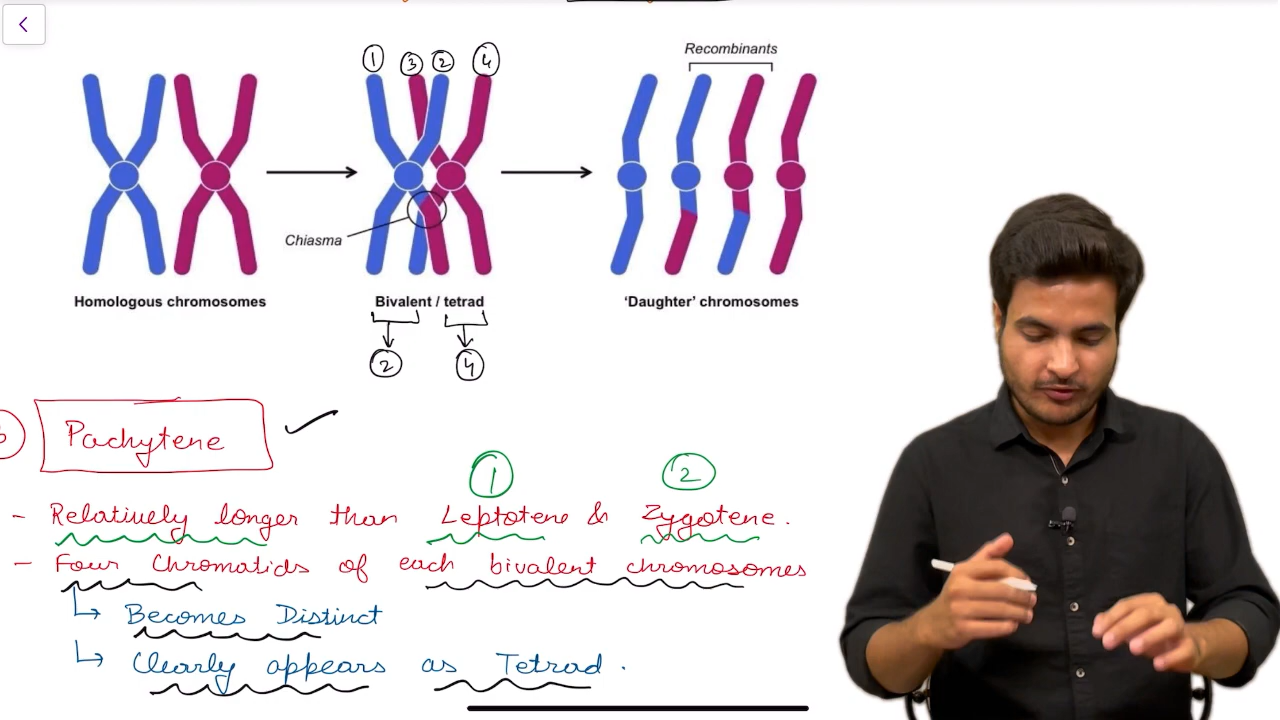 Recombinants
① ③ ② ④
Chiasma
Homologous chromosomes
Bivalent / tetrad
'Daughter' chromosomes
② ④
Pachytene
① ②
- Relatively longer than Leptotene & Zygotene.
- Four Chromatids of each bivalent chromosomes
↳ Becomes Distinct
↳ Clearly appears as Tetrad.